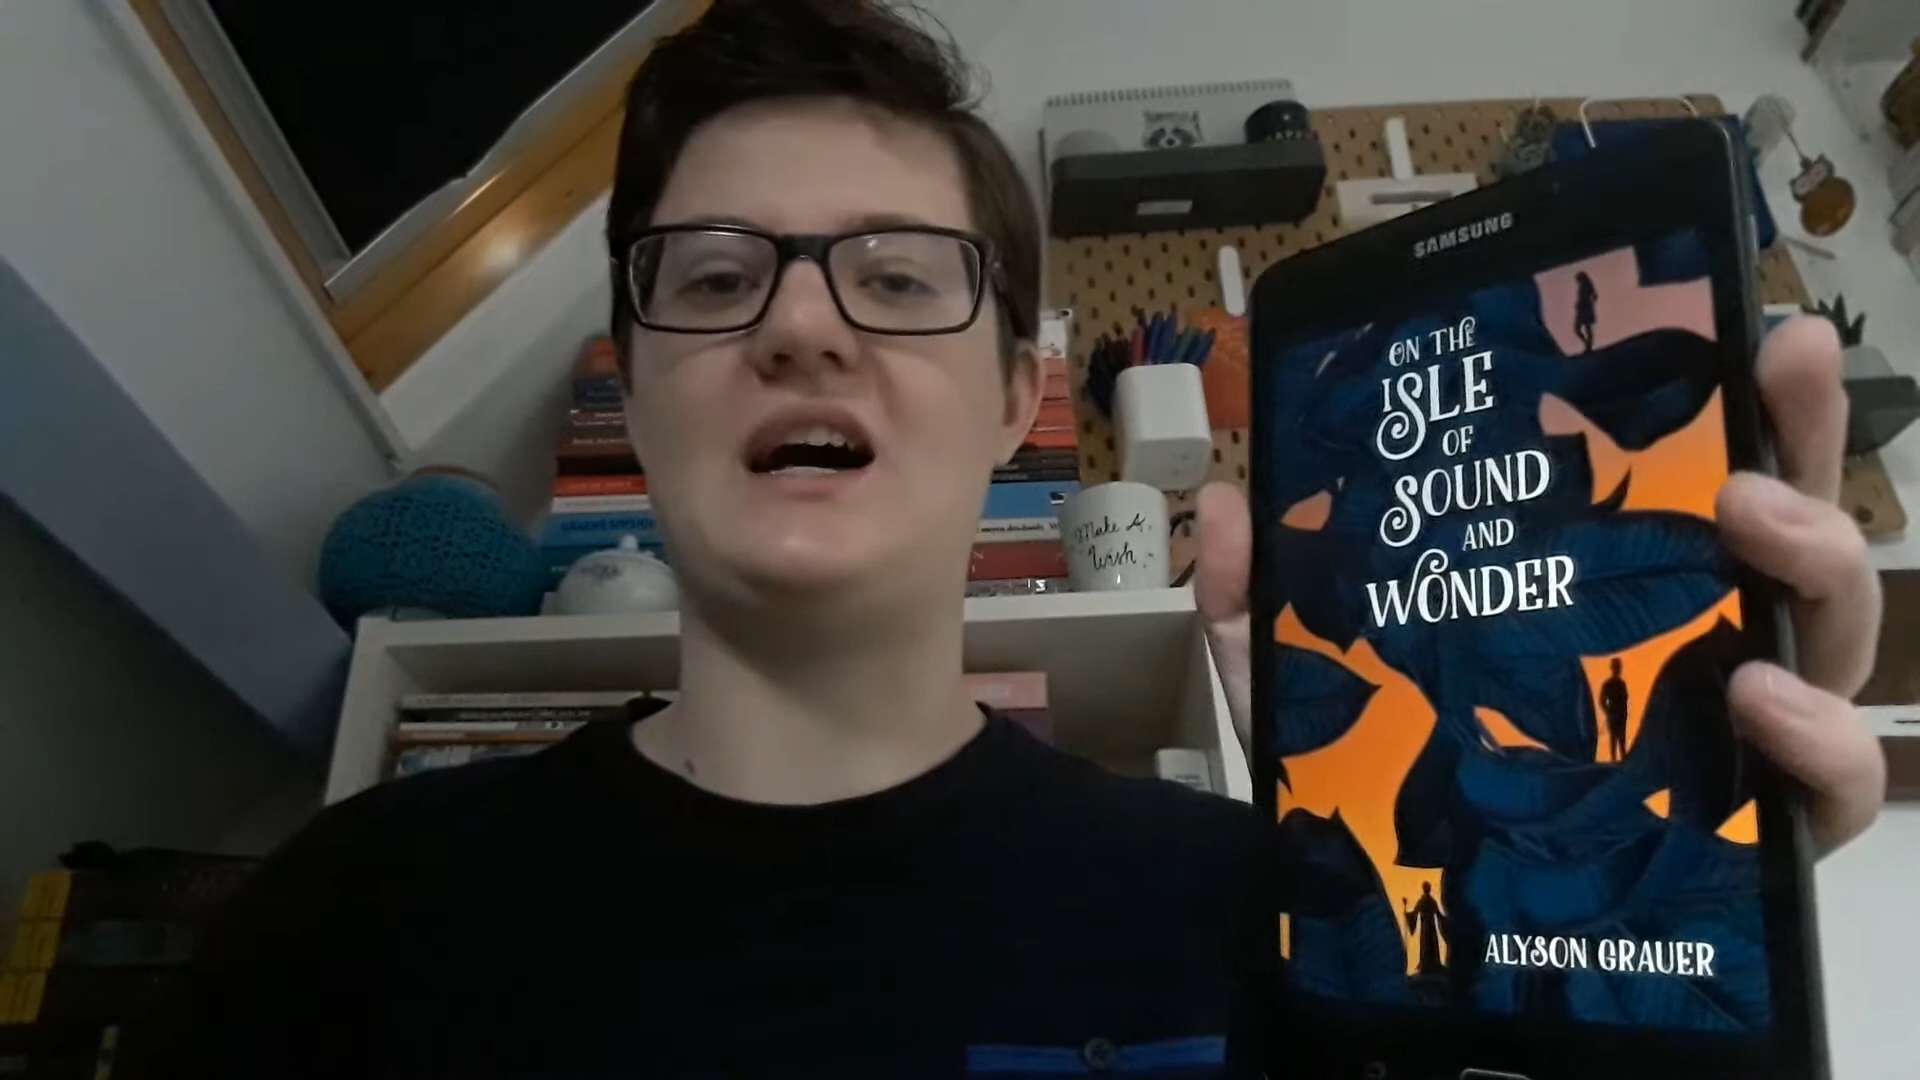 SAMSUNG
ON THE
ISLE
OF
SOUND
AND
WONDER
ALYSON GRAUER
Make A
Wish